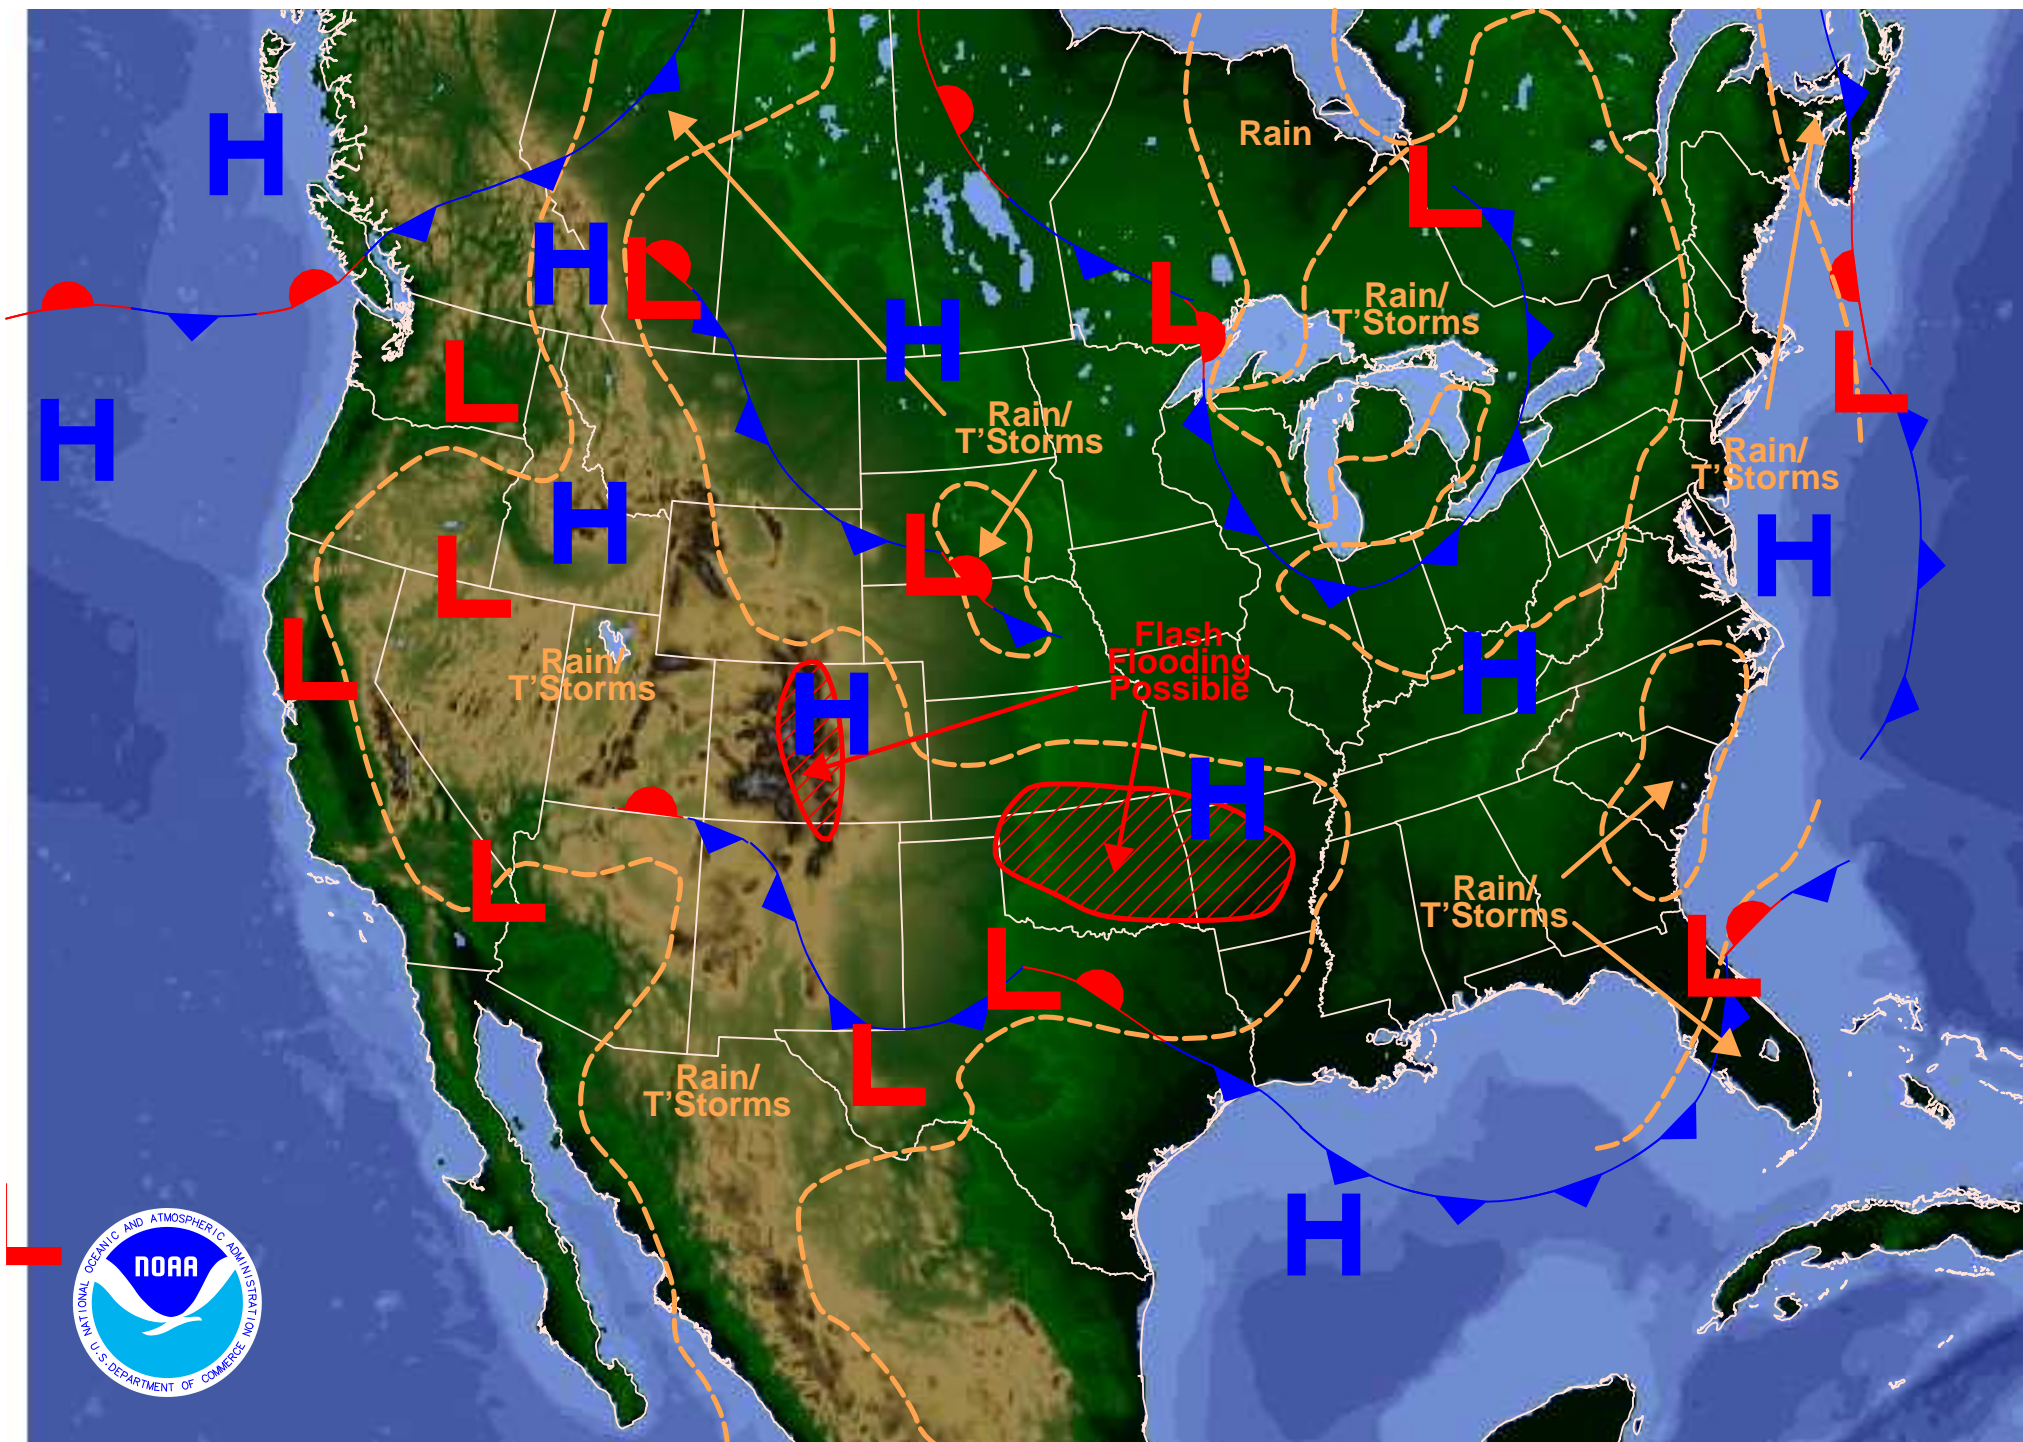 H
Rain
L
H
L
H
L
Rain/
T'Storms
H
L
L
H
Rain/
T'Storms
Rain/
T'Storms
H
L
L
H
L
Flash
Flooding
Possible
L
Rain/
T'Storms
H
H
H
L
Rain/
T'Storms
L
L
L
Rain/
T'Storms
H
L
NATIONAL OCEANIC AND ATMOSPHERIC ADMINISTRATION
NOAA
U.S. DEPARTMENT OF COMMERCE